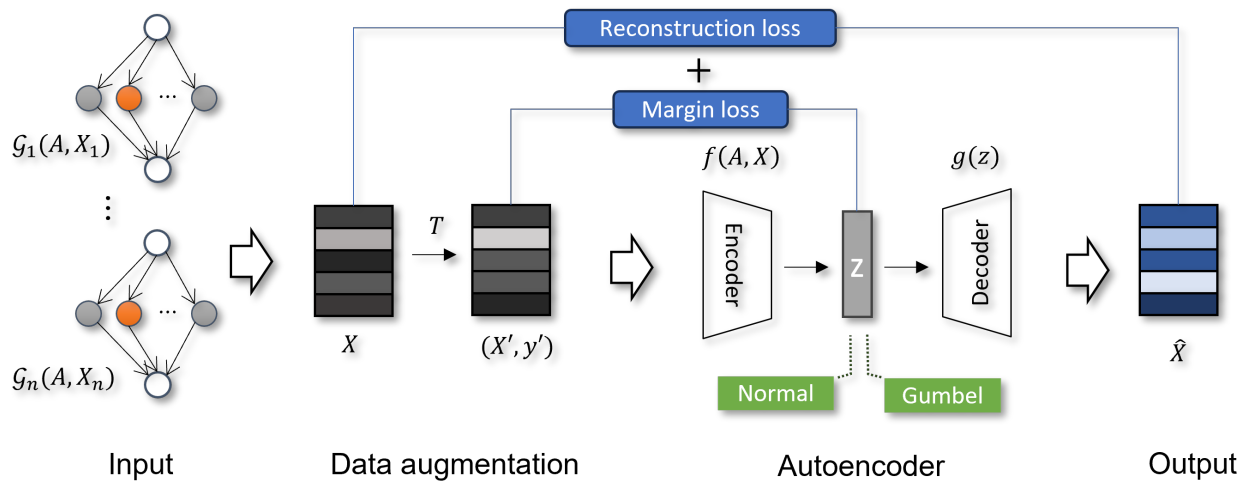 Reconstruction loss
+
Margin loss
𝒢₁(A, X₁)
⋮
𝒢ₙ(A, Xₙ)
...
...
T
X
(X′, y′)
f(A, X)
Encoder
Z
g(z)
Decoder
X̂
Normal
Gumbel
Input
Data augmentation
Autoencoder
Output